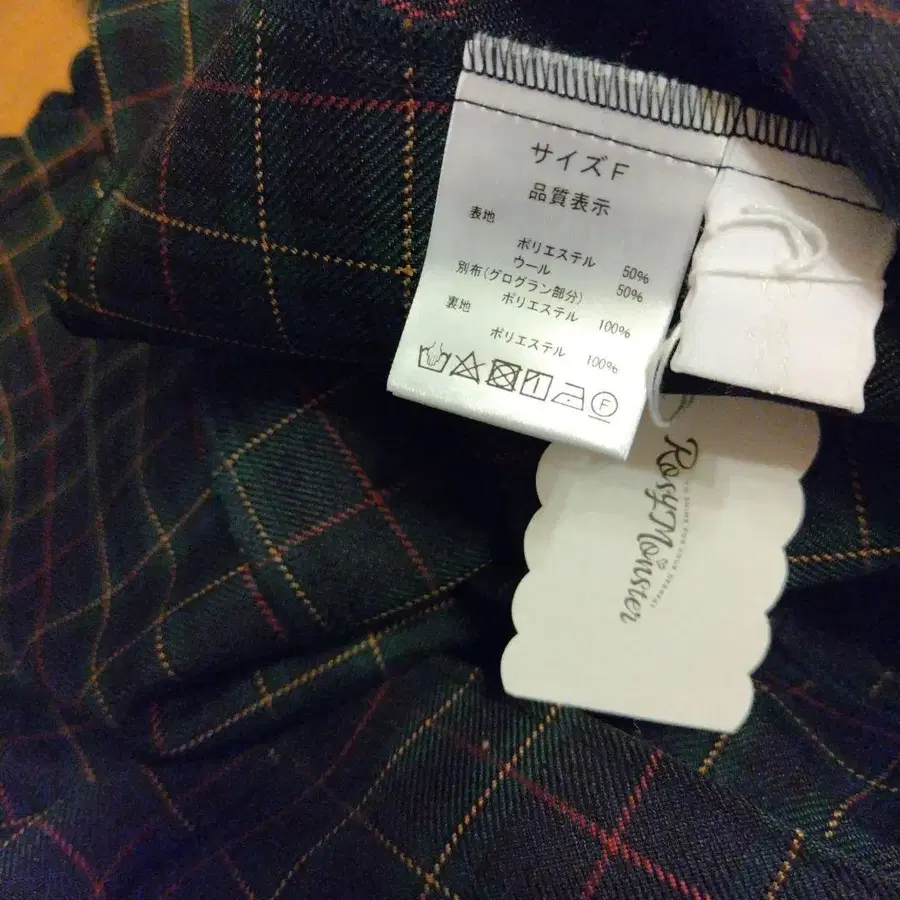 サイズF
品質表示
表地
ポリエステル 50%
ウール 50%
別布(グログラン部分)
ポリエステル 100%
裏地
ポリエステル 100%
F
Rosy Monster